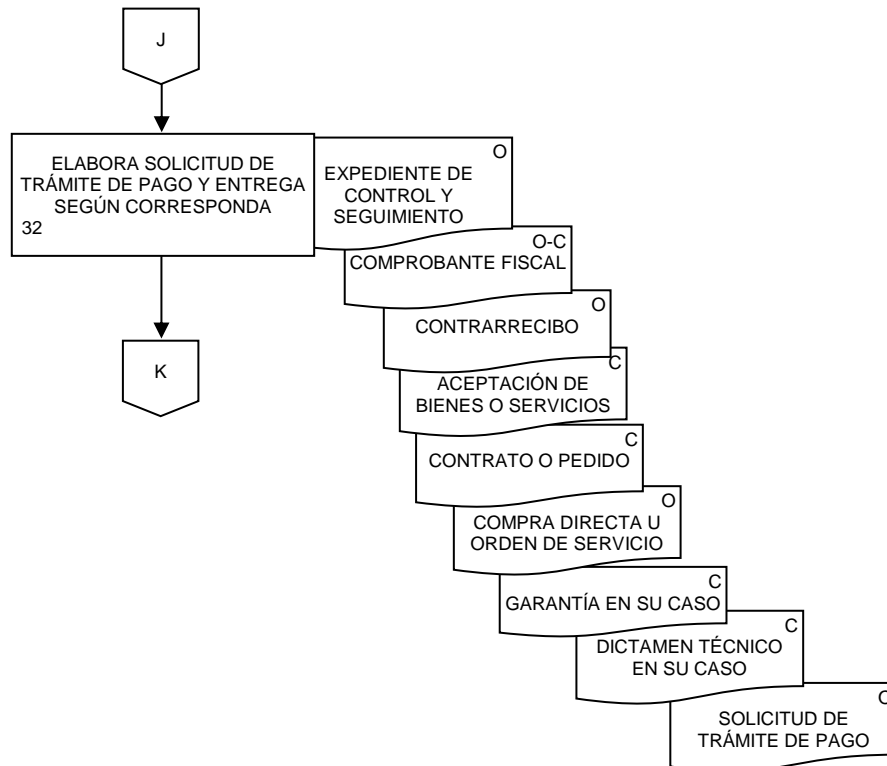 J
ELABORA SOLICITUD DE
TRÁMITE DE PAGO Y ENTREGA
SEGÚN CORRESPONDA
32
O
EXPEDIENTE DE
CONTROL Y
SEGUIMIENTO
O-C
COMPROBANTE FISCAL
O
CONTRARRECIBO
C
ACEPTACIÓN DE
BIENES O SERVICIOS
C
CONTRATO O PEDIDO
O
COMPRA DIRECTA U
ORDEN DE SERVICIO
C
GARANTÍA EN SU CASO
C
DICTAMEN TÉCNICO
EN SU CASO
SOLICITUD DE
TRÁMITE DE PAGO
K